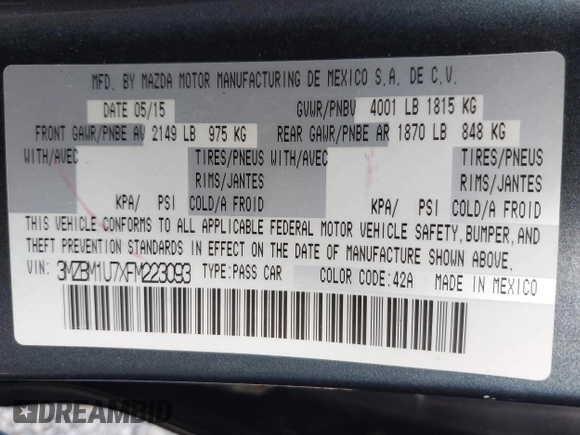 MFD. BY MAZDA MOTOR MANUFACTURING DE MEXICO S.A. DE C.V.
DATE 05/15 GVWR/PNBV 4001 LB 1815 KG
FRONT GAWR/PNBE AV 2149 LB 975 KG REAR GAWR/PNBE AR 1870 LB 848 KG
WITH/AVEC TIRES/PNEUS WITH/AVEC TIRES/PNEUS
RIMS/JANTES RIMS/JANTES
KPA/ PSI COLD/A FROID KPA/ PSI COLD/A FROID
THIS VEHICLE CONFORMS TO ALL APPLICABLE FEDERAL MOTOR VEHICLE SAFETY, BUMPER, AND
THEFT PREVENTION STANDARDS IN EFFECT ON THE DATE OF MANUFACTURE SHOWN ABOVE.
VIN: 3MZBM1U7XFM223093 TYPE:PASS CAR COLOR CODE:42A MADE IN MEXICO
DREAMBID